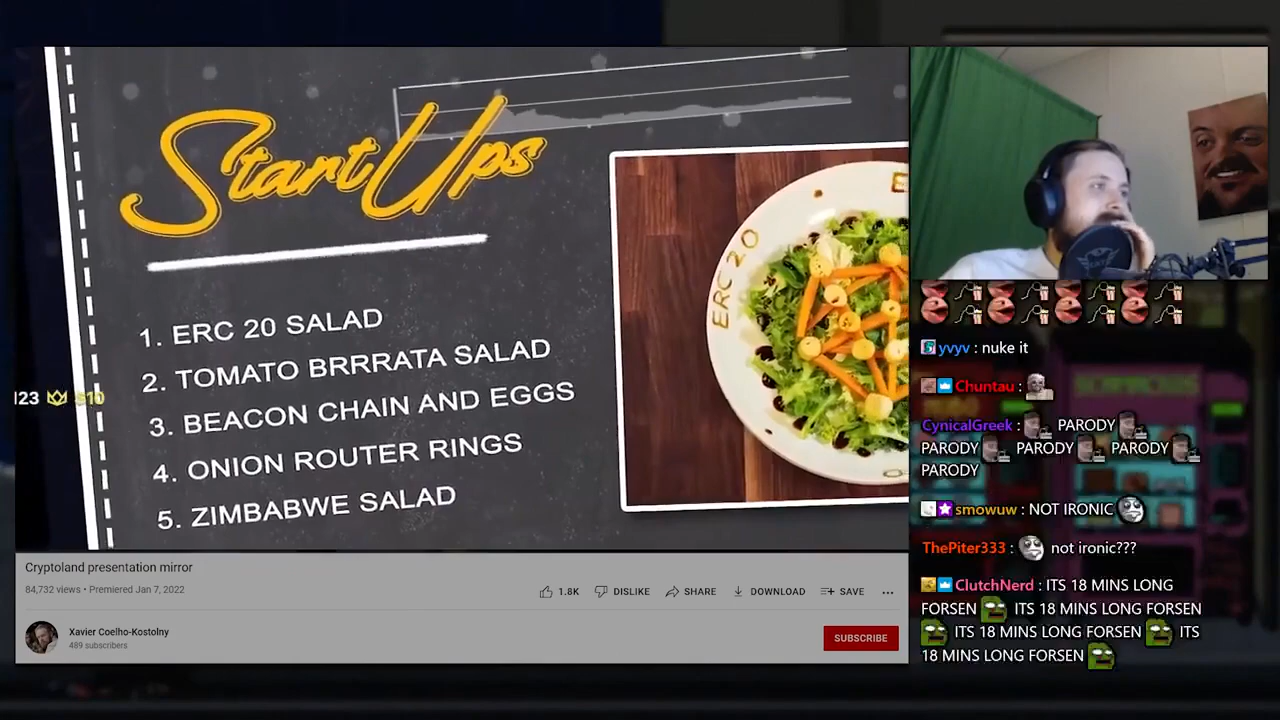 StartUps
1. ERC 20 SALAD
2. TOMATO BRRRATA SALAD
3. BEACON CHAIN AND EGGS
4. ONION ROUTER RINGS
5. ZIMBABWE SALAD
ERC 20
123 $10
Cryptoland presentation mirror
84,732 views • Premiered Jan 7, 2022
1.8K DISLIKE SHARE DOWNLOAD SAVE
Xavier Coelho-Kostolny
489 subscribers
SUBSCRIBE
yvyv : nuke it
Chuntau :
CynicalGreek : PARODY
PARODY PARODY PARODY
PARODY
smowuw : NOT IRONIC
ThePiter333 : not ironic???
ClutchNerd : ITS 18 MINS LONG
FORSEN ITS 18 MINS LONG FORSEN
ITS 18 MINS LONG FORSEN ITS
18 MINS LONG FORSEN